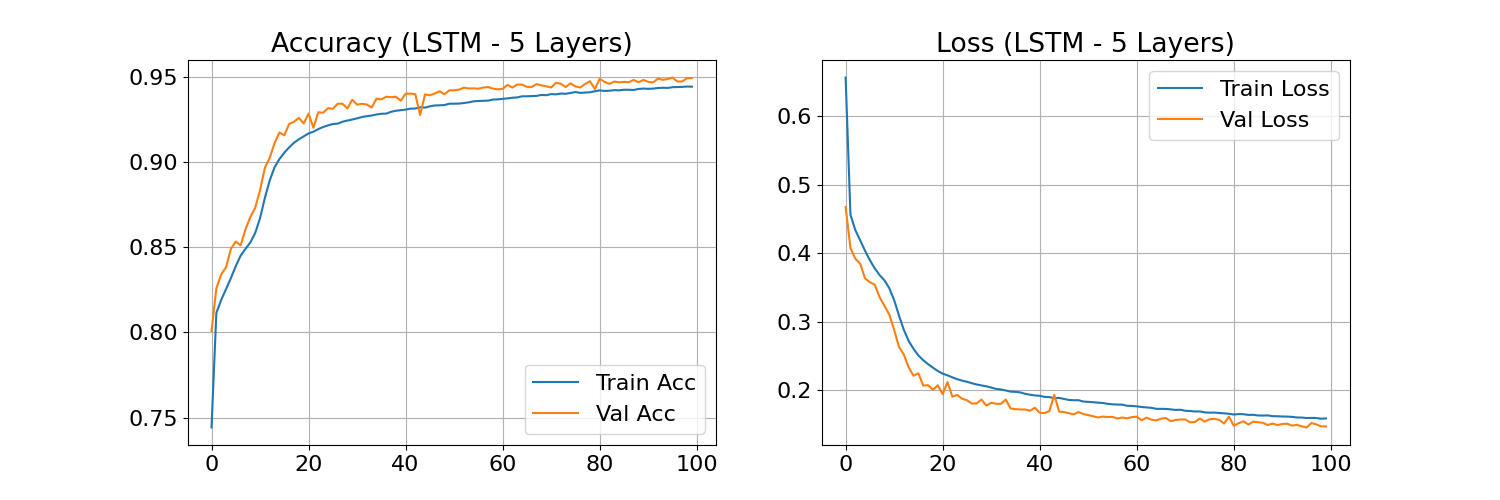 Accuracy (LSTM - 5 Layers)
0.95
0.90
0.85
0.80
0.75
0 20 40 60 80 100
Train Acc
Val Acc
Loss (LSTM - 5 Layers)
0.6
0.5
0.4
0.3
0.2
0 20 40 60 80 100
Train Loss
Val Loss